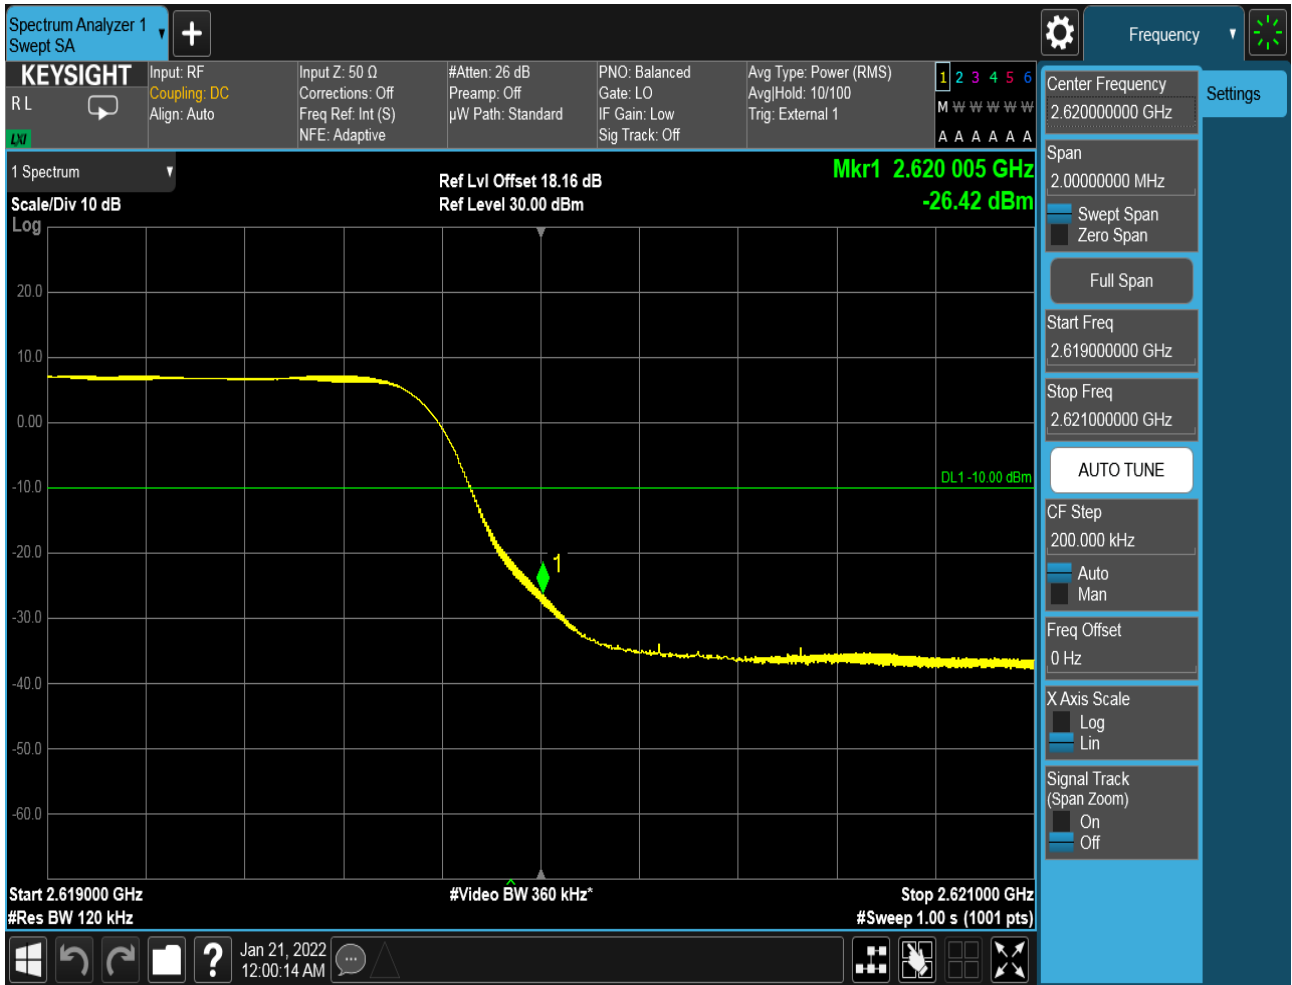 Spectrum Analyzer 1
Swept SA
Frequency
KEYSIGHT
R L
LXI
Input: RF
Coupling: DC
Align: Auto
Input Z: 50 Ω
Corrections: Off
Freq Ref: Int (S)
NFE: Adaptive
#Atten: 26 dB
Preamp: Off
µW Path: Standard
PNO: Balanced
Gate: LO
IF Gain: Low
Sig Track: Off
Avg Type: Power (RMS)
Avg|Hold: 10/100
Trig: External 1
1 2 3 4 5 6
M W W W W W
A A A A A A
1 Spectrum
Scale/Div 10 dB
Log
Ref Lvl Offset 18.16 dB
Ref Level 30.00 dBm
Mkr1 2.620 005 GHz
-26.42 dBm
20.0
10.0
0.00
-10.0
-20.0
-30.0
-40.0
-50.0
-60.0
DL1 -10.00 dBm
1
Start 2.619000 GHz
#Res BW 120 kHz
#Video BW 360 kHz*
Stop 2.621000 GHz
#Sweep 1.00 s (1001 pts)
Center Frequency
2.620000000 GHz
Settings
Span
2.00000000 MHz
Swept Span
Zero Span
Full Span
Start Freq
2.619000000 GHz
Stop Freq
2.621000000 GHz
AUTO TUNE
CF Step
200.000 kHz
Auto
Man
Freq Offset
0 Hz
X Axis Scale
Log
Lin
Signal Track
(Span Zoom)
On
Off
?
Jan 21, 2022
12:00:14 AM